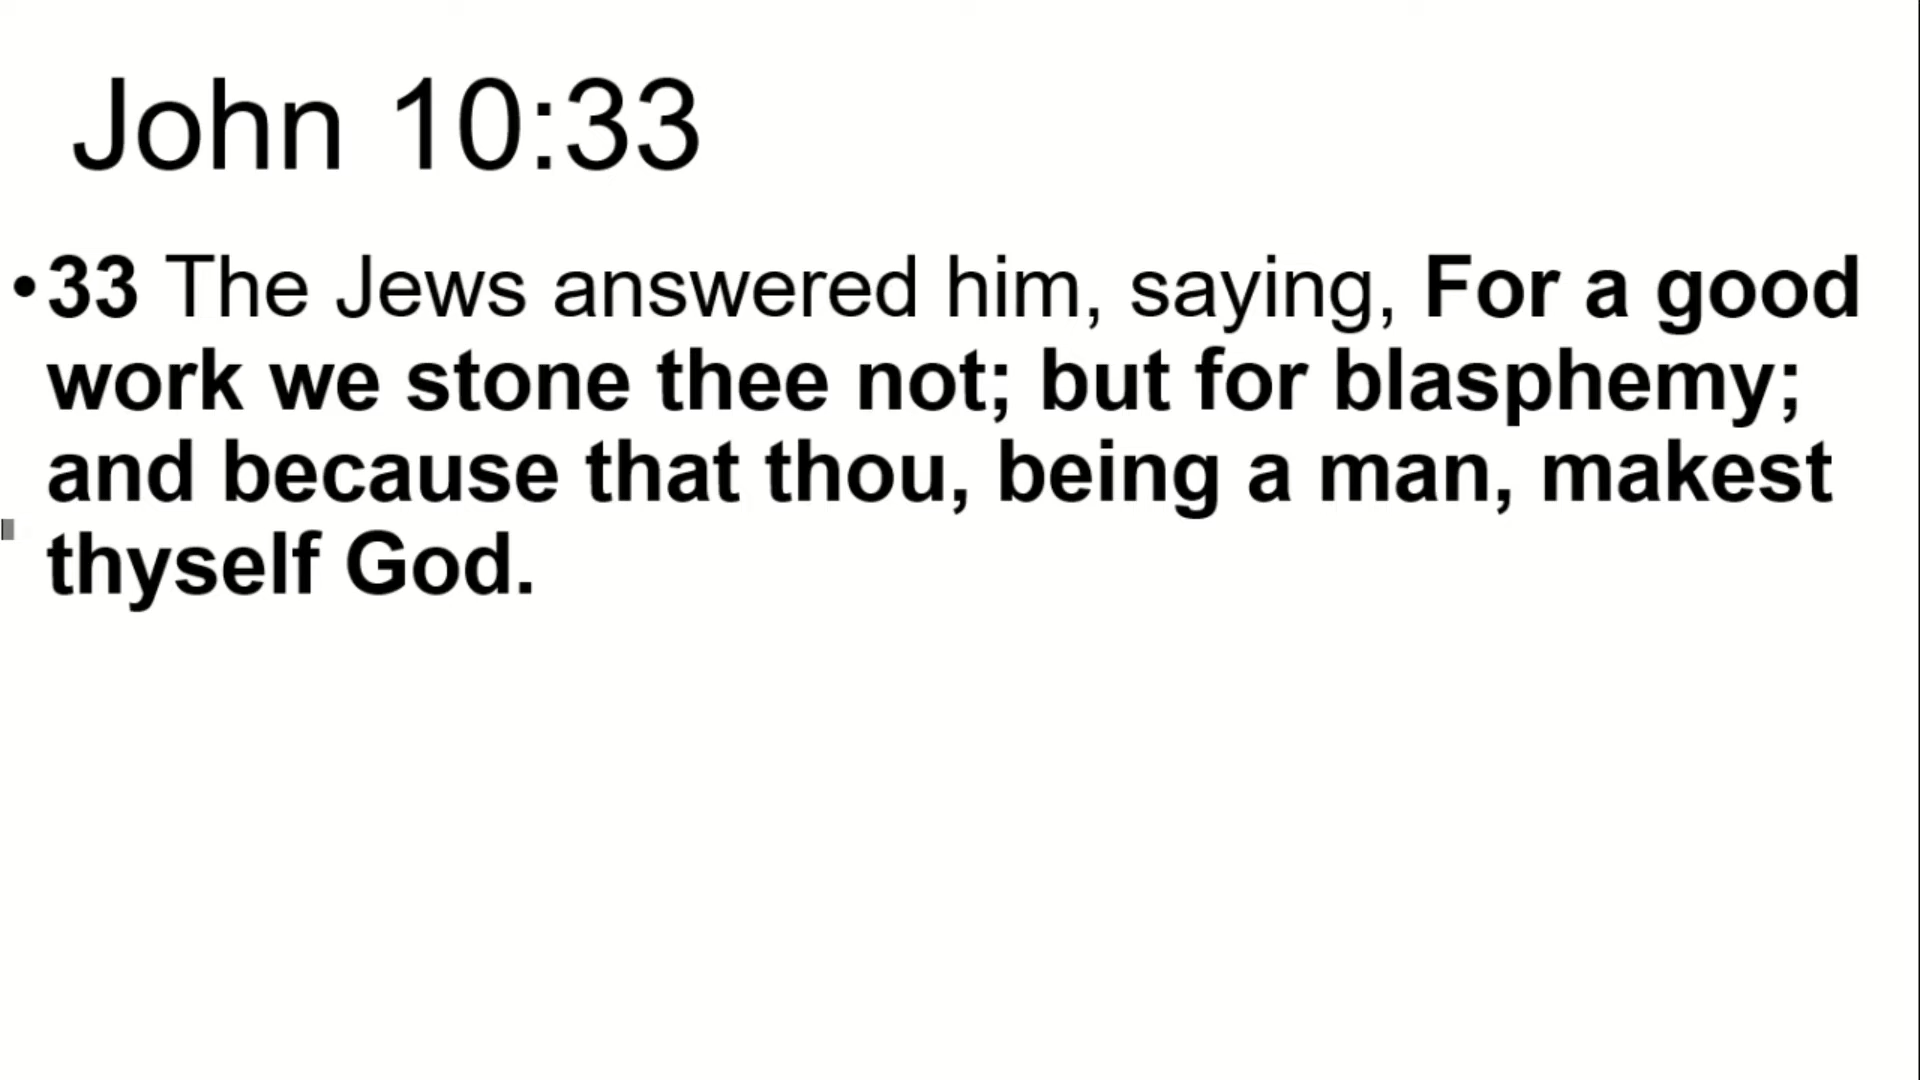 John 10:33
•33 The Jews answered him, saying, For a good
work we stone thee not; but for blasphemy;
and because that thou, being a man, makest
thyself God.